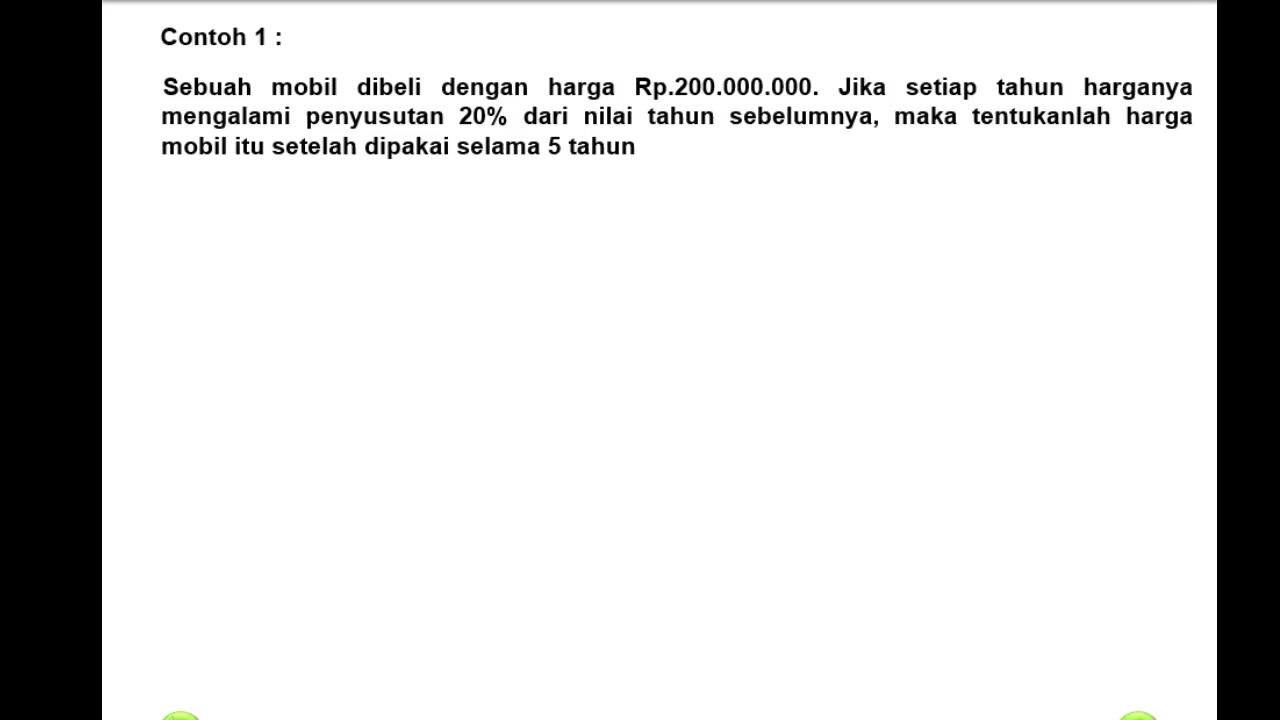 Contoh 1 :
Sebuah mobil dibeli dengan harga Rp.200.000.000. Jika setiap tahun harganya
mengalami penyusutan 20% dari nilai tahun sebelumnya, maka tentukanlah harga
mobil itu setelah dipakai selama 5 tahun